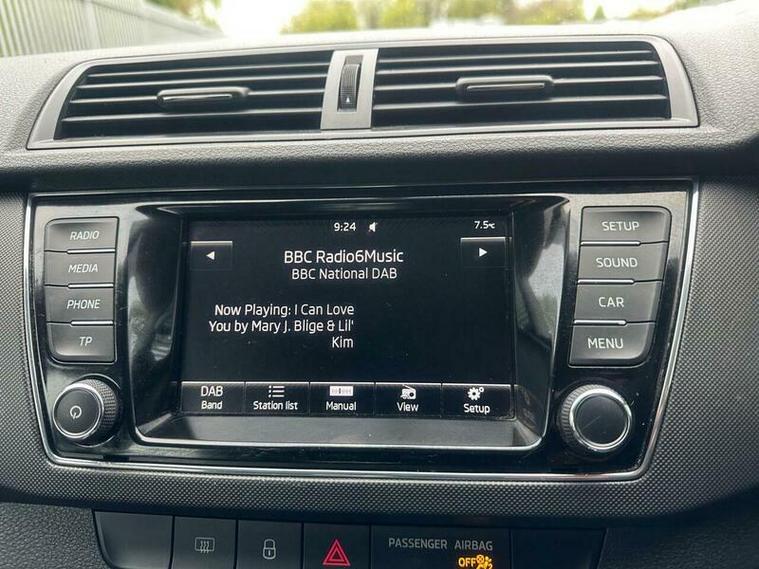 RADIO
MEDIA
PHONE
TP
9:24
7.5°C
BBC Radio6Music
BBC National DAB
Now Playing: I Can Love
You by Mary J. Blige & Lil'
Kim
DAB
Band
Station list
Manual
View
Setup
SETUP
SOUND
CAR
MENU
PASSENGER AIRBAG
OFF